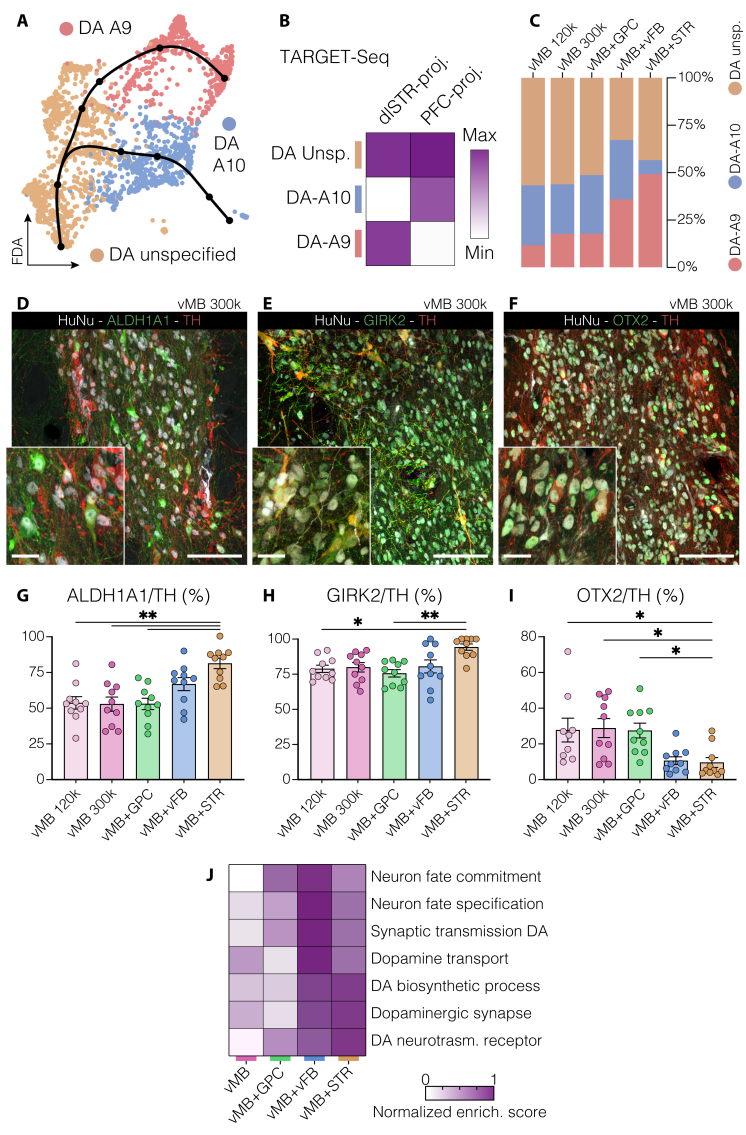 A
DA A9
DA
A10
DA unspecified
FDA
B
TARGET-Seq
dlSTR-proj.
PFC-proj.
DA Unsp.
DA-A10
DA-A9
Max
Min
C
vMB 120k
vMB 300k
vMB+GPC
vMB+vFB
vMB+STR
100%
75%
50%
25%
0%
DA unsp.
DA-A10
DA-A9
D
vMB 300k
HuNu - ALDH1A1 - TH
E
vMB 300k
HuNu - GIRK2 - TH
F
vMB 300k
HuNu - OTX2 - TH
G
ALDH1A1/TH (%)
**
100
75
50
25
0
vMB 120k
vMB 300k
vMB+GPC
vMB+vFB
vMB+STR
H
GIRK2/TH (%)
*
**
100
75
50
25
0
vMB 120k
vMB 300k
vMB+GPC
vMB+vFB
vMB+STR
I
OTX2/TH (%)
*
*
*
80
60
40
20
0
vMB 120k
vMB 300k
vMB+GPC
vMB+vFB
vMB+STR
J
Neuron fate commitment
Neuron fate specification
Synaptic transmission DA
Dopamine transport
DA biosynthetic process
Dopaminergic synapse
DA neurotrasm. receptor
vMB
vMB+GPC
vMB+vFB
vMB+STR
0
1
Normalized enrich. score